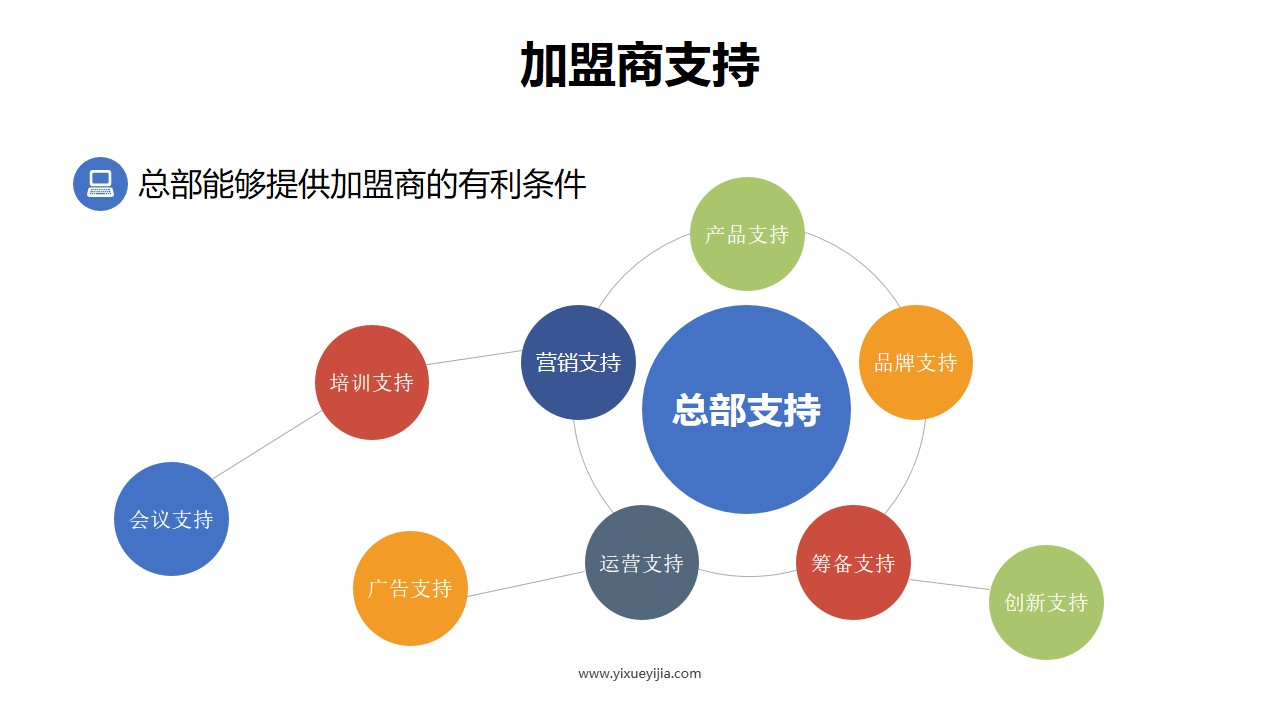 加盟商支持
总部能够提供加盟商的有利条件
产品支持
营销支持
品牌支持
培训支持
总部支持
会议支持
运营支持
筹备支持
广告支持
创新支持
www.yixueyijia.com